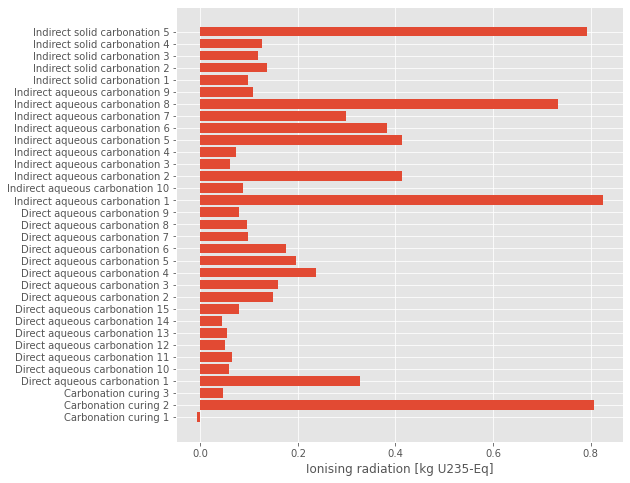 Indirect solid carbonation 5
Indirect solid carbonation 4
Indirect solid carbonation 3
Indirect solid carbonation 2
Indirect solid carbonation 1
Indirect aqueous carbonation 9
Indirect aqueous carbonation 8
Indirect aqueous carbonation 7
Indirect aqueous carbonation 6
Indirect aqueous carbonation 5
Indirect aqueous carbonation 4
Indirect aqueous carbonation 3
Indirect aqueous carbonation 2
Indirect aqueous carbonation 10
Indirect aqueous carbonation 1
Direct aqueous carbonation 9
Direct aqueous carbonation 8
Direct aqueous carbonation 7
Direct aqueous carbonation 6
Direct aqueous carbonation 5
Direct aqueous carbonation 4
Direct aqueous carbonation 3
Direct aqueous carbonation 2
Direct aqueous carbonation 15
Direct aqueous carbonation 14
Direct aqueous carbonation 13
Direct aqueous carbonation 12
Direct aqueous carbonation 11
Direct aqueous carbonation 10
Direct aqueous carbonation 1
Carbonation curing 3
Carbonation curing 2
Carbonation curing 1
0.0 0.2 0.4 0.6 0.8
Ionising radiation [kg U235-Eq]